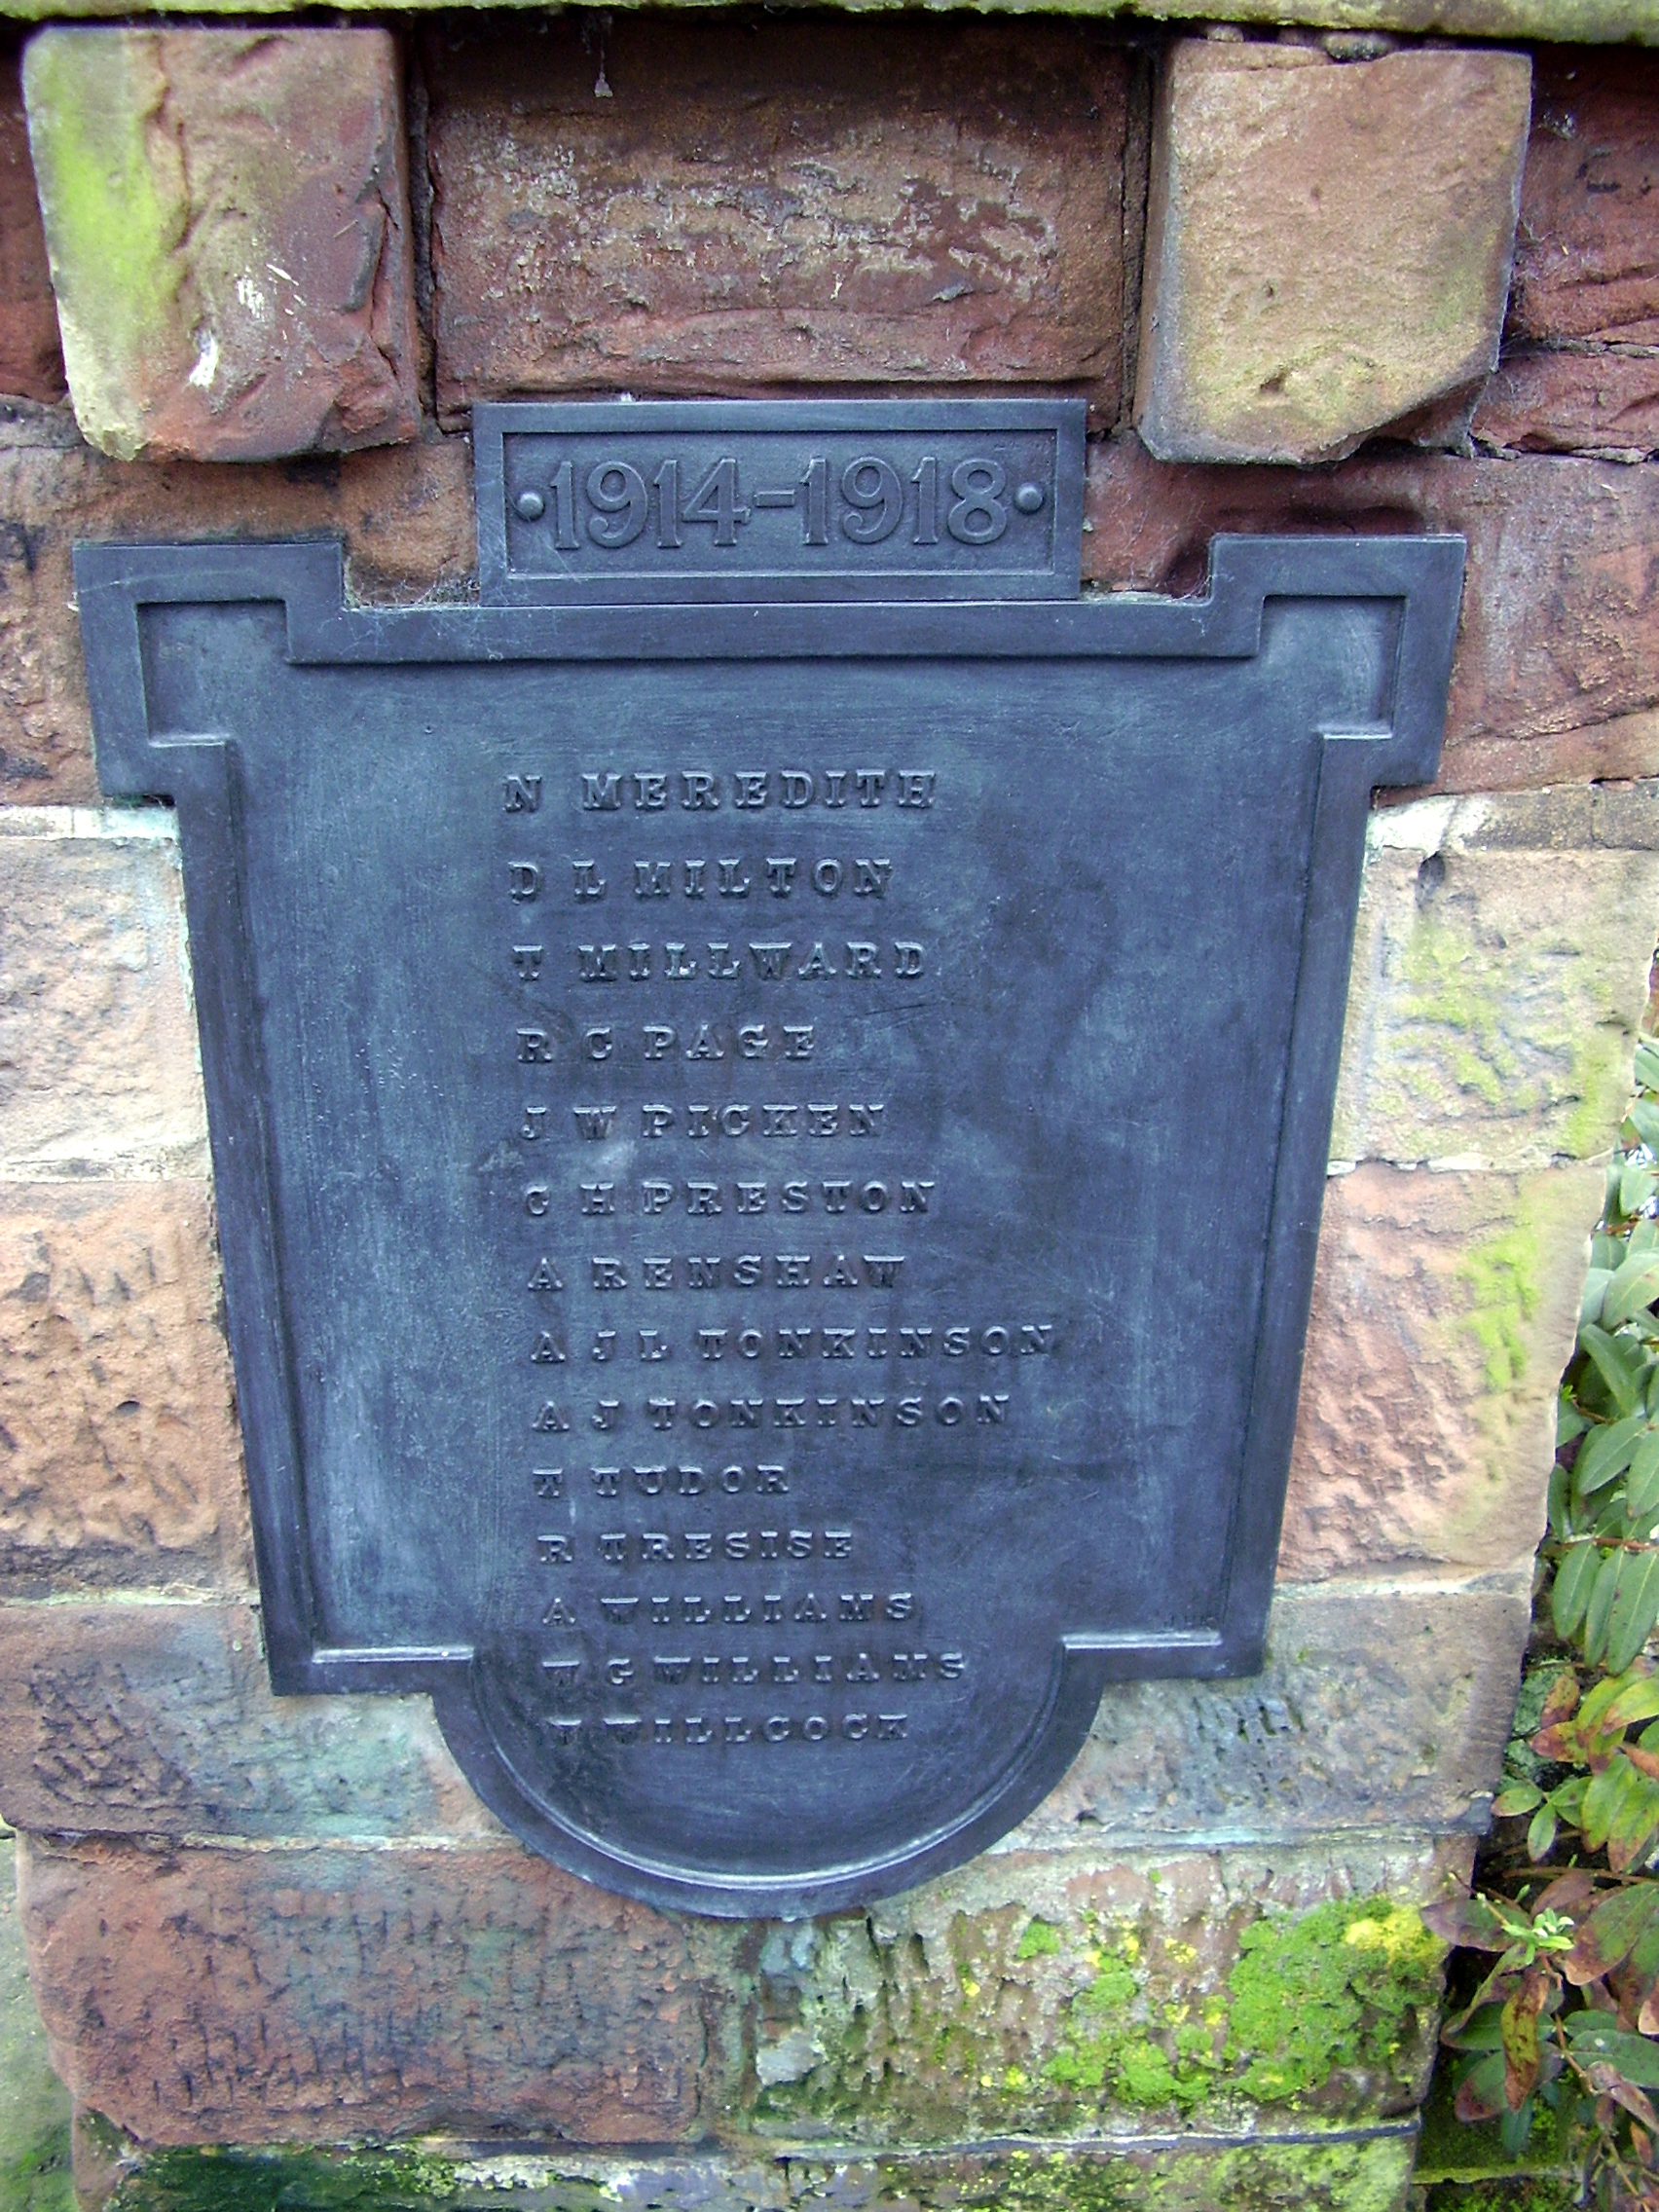 1914-1918
N MEREDITH
D L MILTON
T MILLWARD
R C PAGE
J W PICKEN
C H PRESTON
A RENSHAW
A J L TONKINSON
A J TONKINSON
T TUDOR
R TRESISE
A WILLIAMS
W G WILLIAMS
W WILLCOCK